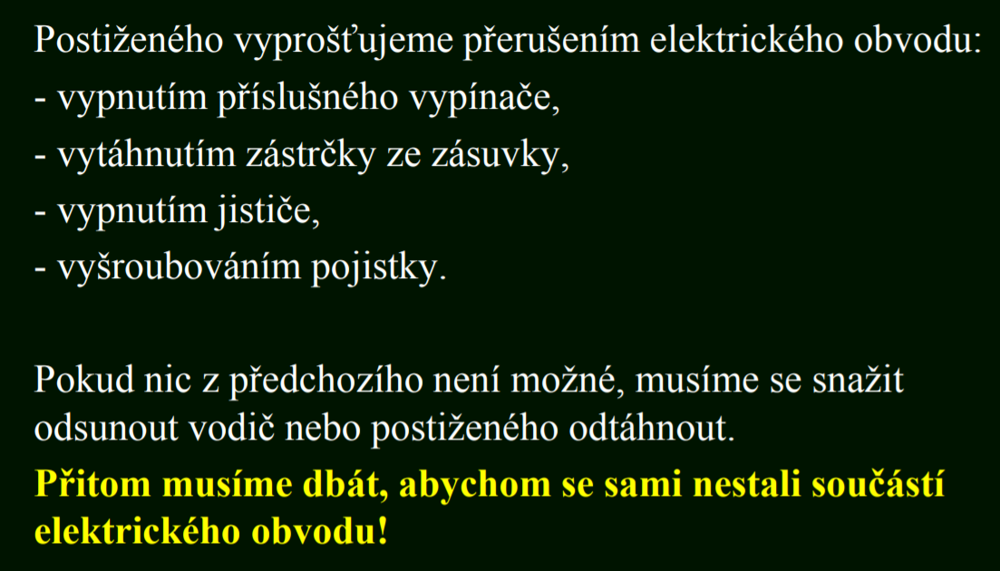 Postiženého vyprošťujeme přerušením elektrického obvodu:
- vypnutím příslušného vypínače,
- vytáhnutím zástrčky ze zásuvky,
- vypnutím jističe,
- vyšroubováním pojistky.
Pokud nic z předchozího není možné, musíme se snažit
odsunout vodič nebo postiženého odtáhnout.
Přitom musíme dbát, abychom se sami nestali součástí
elektrického obvodu!